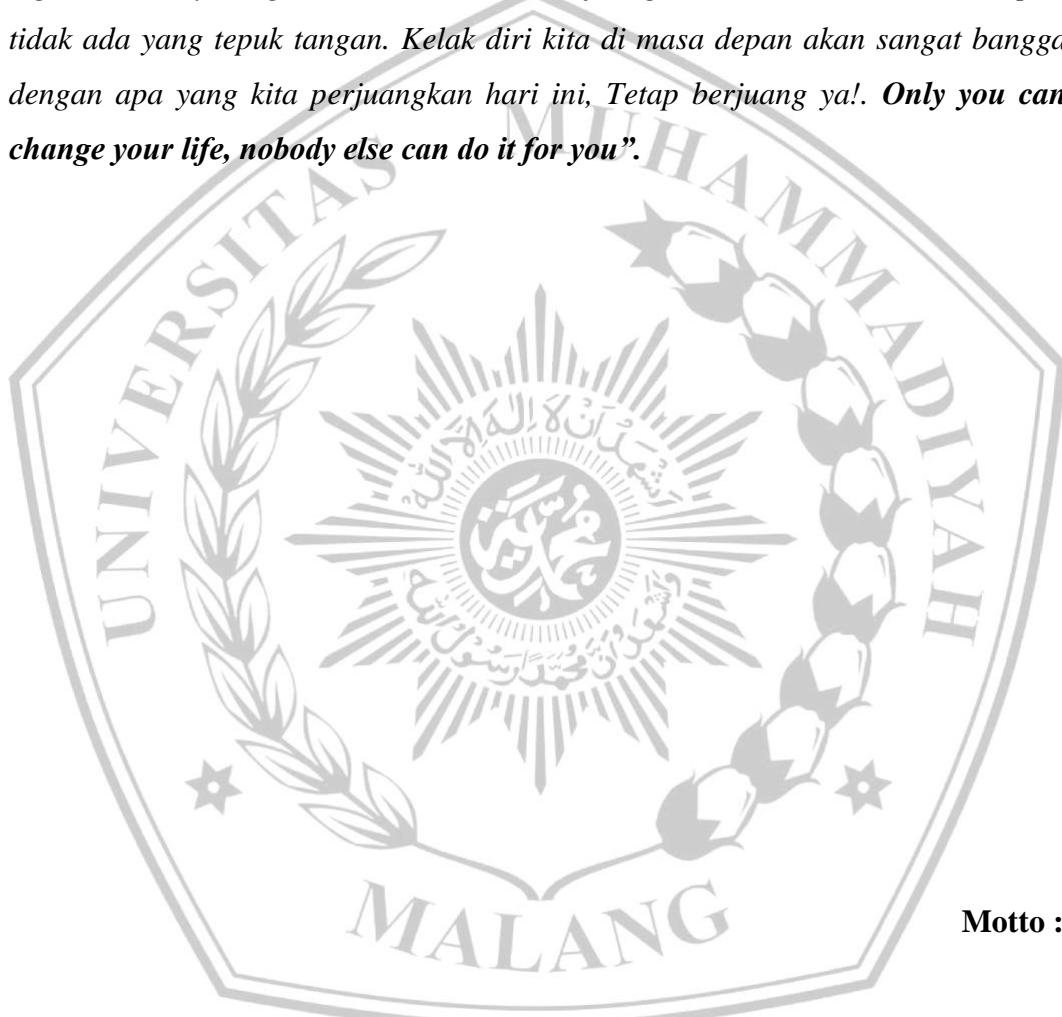 tidak ada yang tepuk tangan. Kelak diri kita di masa depan akan sangat bangga
dengan apa yang kita perjuangkan hari ini, Tetap berjuang ya!. Only you can
change your life, nobody else can do it for you”.
UNIVERSITAS MUHAMMADIYAH
MALANG
Motto :